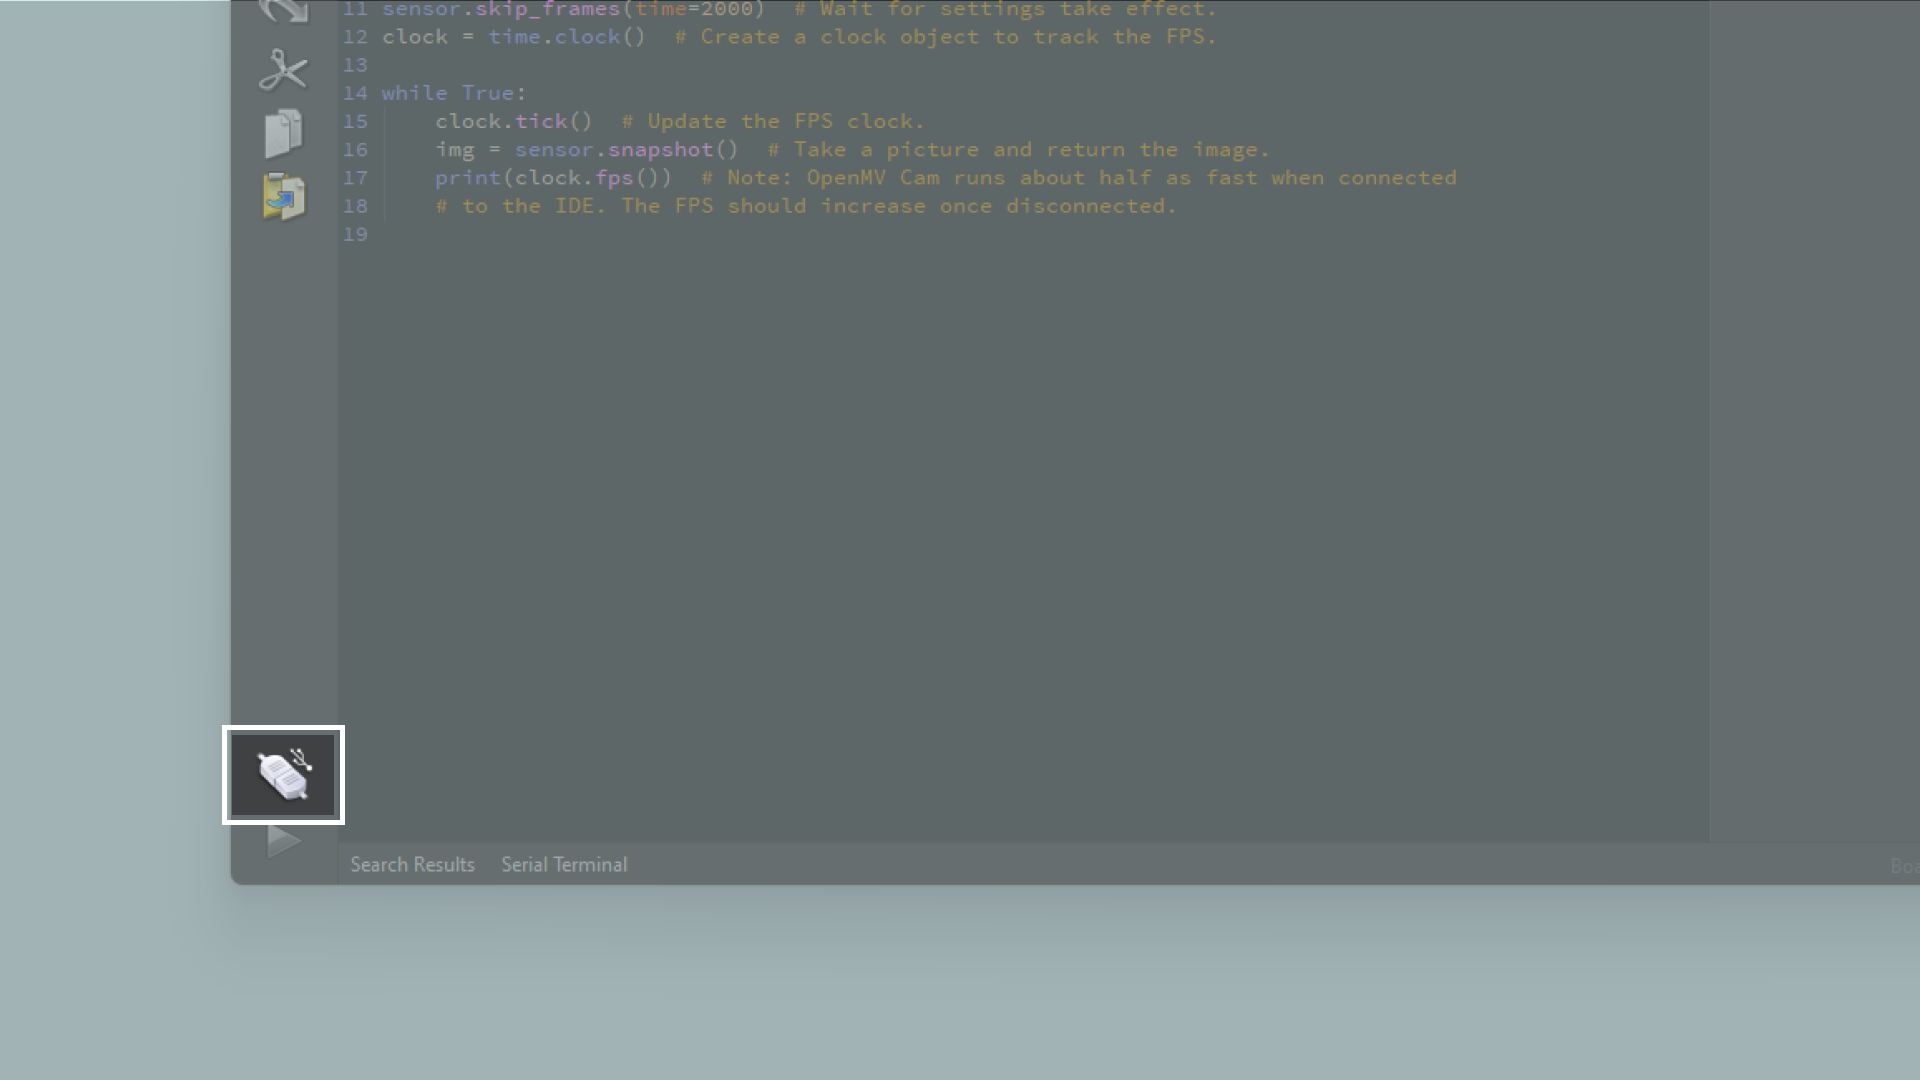 11 sensor.skip_frames(time=2000)  # Wait for settings take effect.
12 clock = time.clock()  # Create a clock object to track the FPS.
13
14 while True:
15     clock.tick()  # Update the FPS clock.
16     img = sensor.snapshot()  # Take a picture and return the image.
17     print(clock.fps())  # Note: OpenMV Cam runs about half as fast when connected
18     # to the IDE. The FPS should increase once disconnected.
19
Search Results  Serial Terminal  Boa